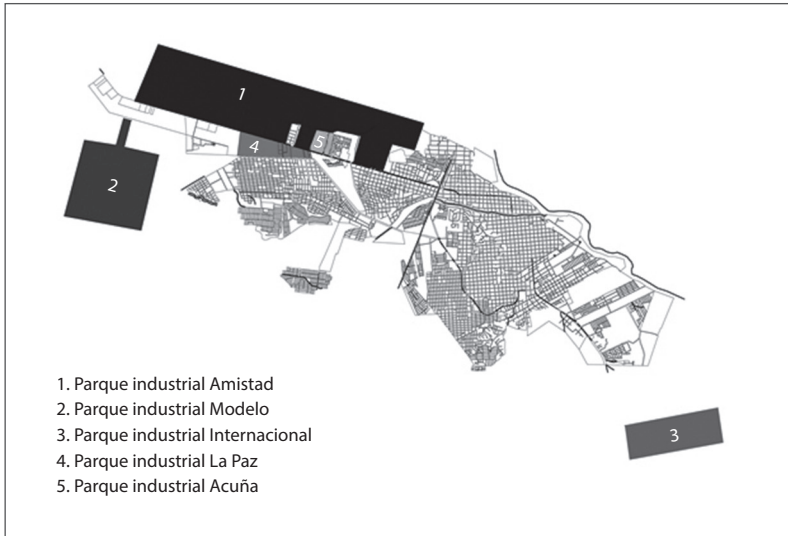 1
5
4
2
3
1. Parque industrial Amistad
2. Parque industrial Modelo
3. Parque industrial Internacional
4. Parque industrial La Paz
5. Parque industrial Acuña